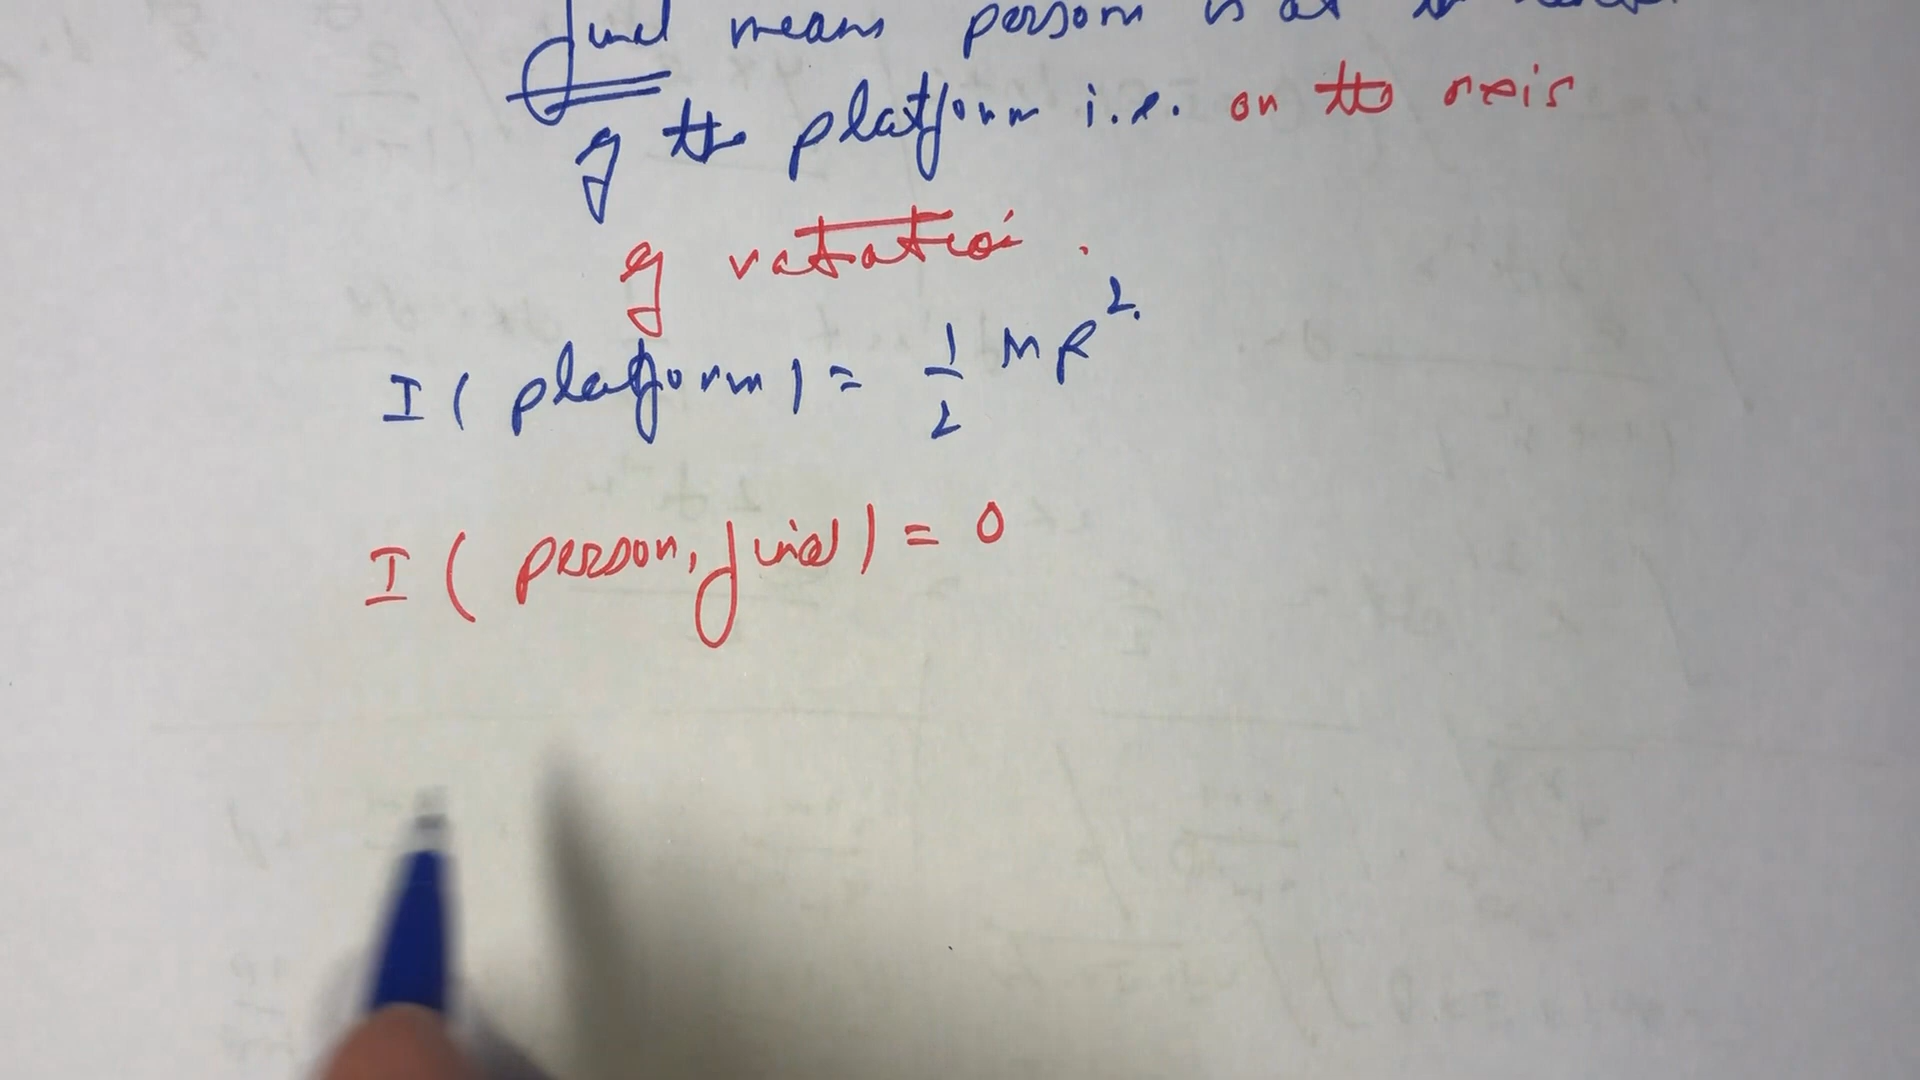 final means person is at
of the platform i.e. on the axis
of rotation.
I ( platform ) = 1/2 MR².
I ( person, final ) = 0